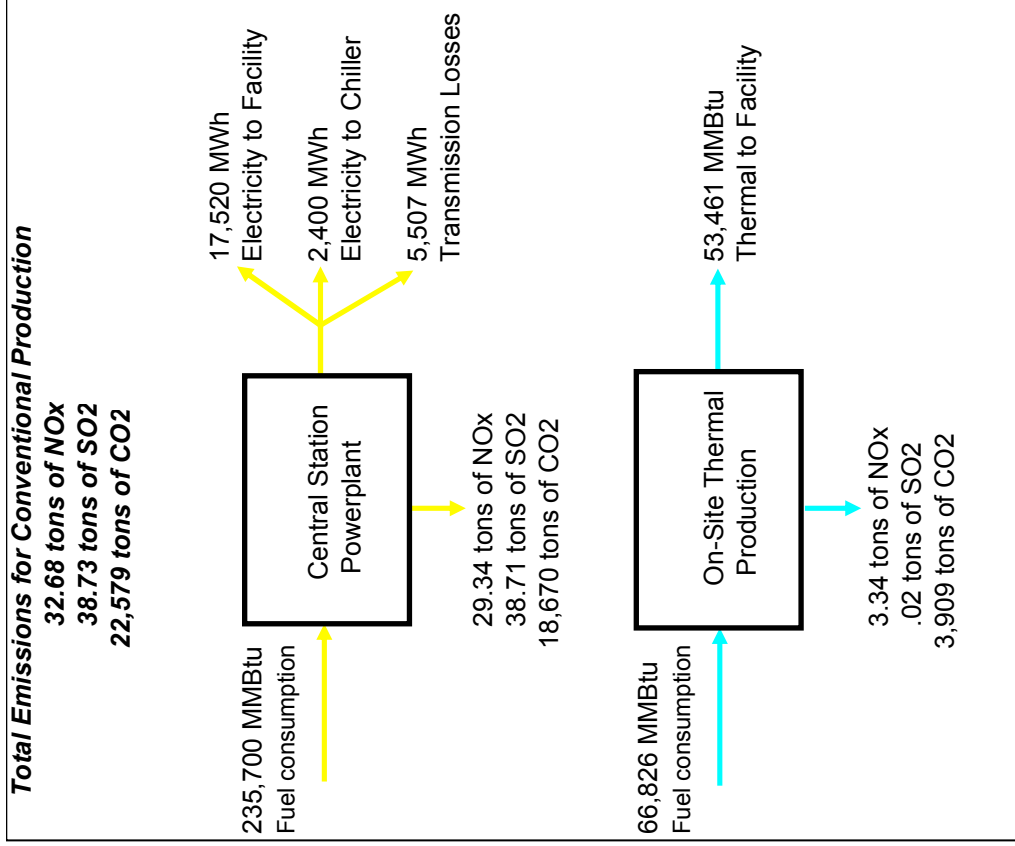 Total Emissions for Conventional Production
32.68 tons of NOx
38.73 tons of SO2
22,579 tons of CO2
235,700 MMBtu
Fuel consumption
Central Station
Powerplant
17,520 MWh
Electricity to Facility
2,400 MWh
Electricity to Chiller
5,507 MWh
Transmission Losses
29.34 tons of NOx
38.71 tons of SO2
18,670 tons of CO2
66,826 MMBtu
Fuel consumption
On-Site Thermal
Production
53,461 MMBtu
Thermal to Facility
3.34 tons of NOx
.02 tons of SO2
3,909 tons of CO2